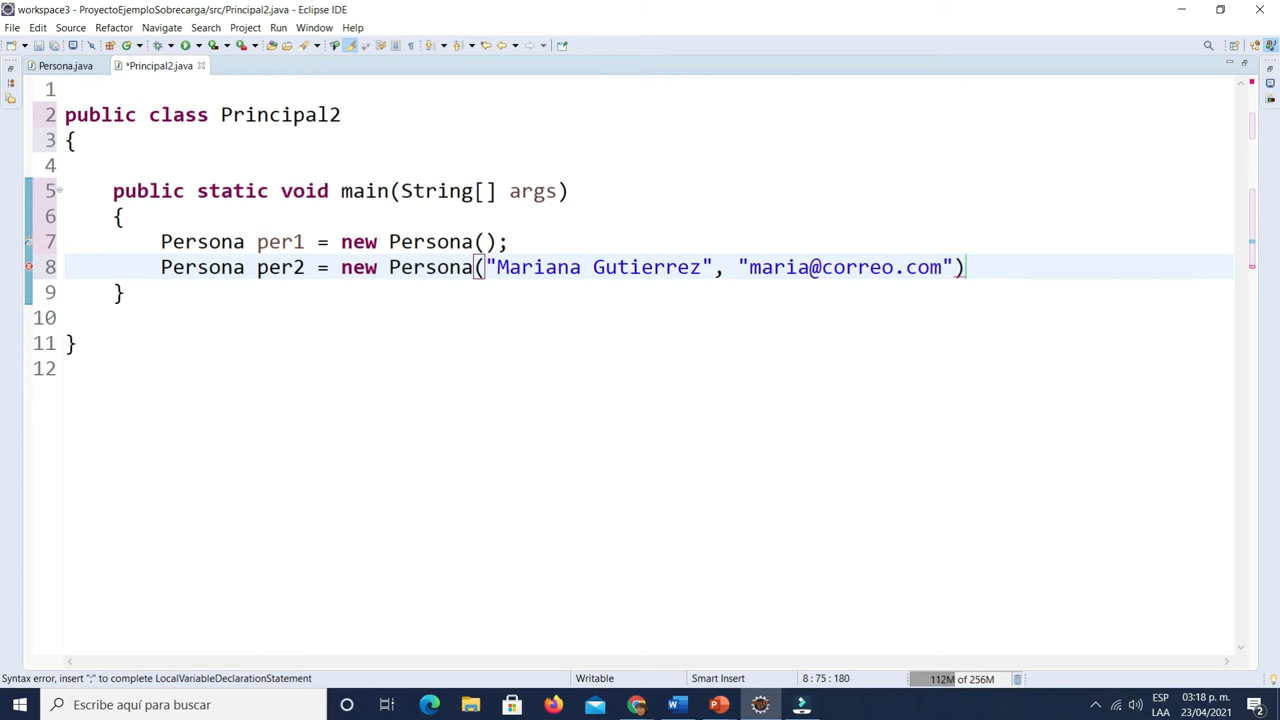 workspace3 - ProyectoEjemploSobrecarga/src/Principal2.java - Eclipse IDE
File Edit Source Refactor Navigate Search Project Run Window Help
Persona.java *Principal2.java
1
2 public class Principal2
3 {
4
5 public static void main(String[] args)
6 {
7 Persona per1 = new Persona();
8 Persona per2 = new Persona("Mariana Gutierrez", "maria@correo.com")
9 }
10
11 }
12
Syntax error, insert ";" to complete LocalVariableDeclarationStatement Writable Smart Insert 8 : 75 : 180 112M of 256M
Escribe aquí para buscar ESP 03:18 p. m.
LAA 23/04/2021 2